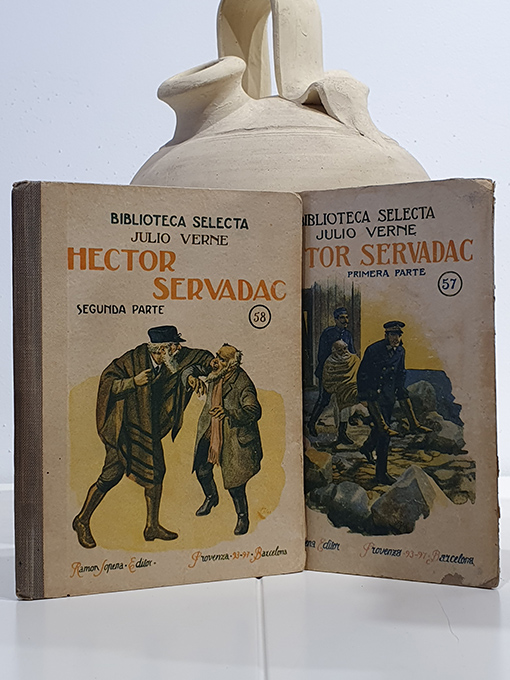 BIBLIOTECA SELECTA
JULIO VERNE
HECTOR
SERVADAC
SEGUNDA PARTE
58
Ramon Sopena - Editor -
Provenza - 93-97 - Barcelona
BIBLIOTECA SELECTA
JULIO VERNE
TOR SERVADAC
PRIMERA PARTE
57
ena Editor
Provenza - 93-97 - Barcelona